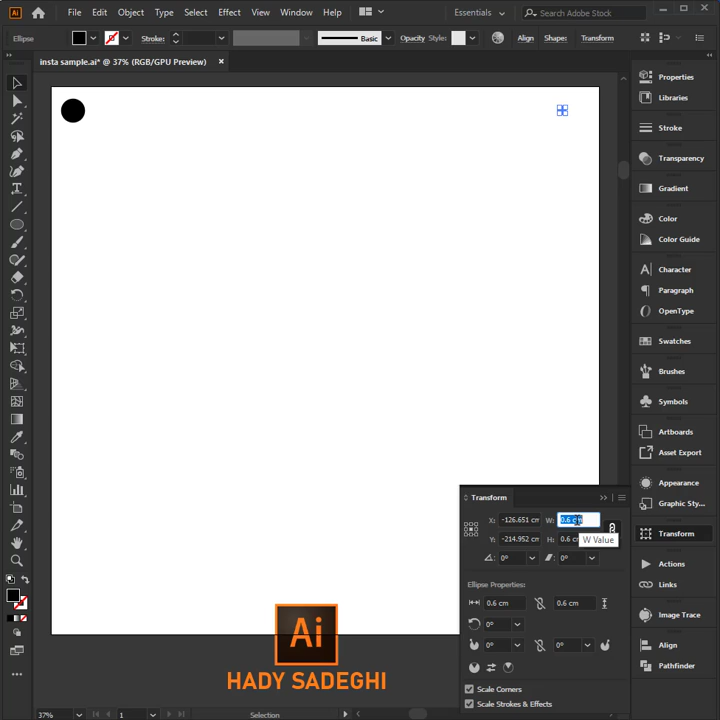 Ai File Edit Object Type Select Effect View Window Help Essentials Search Adobe Stock
Ellipse Stroke: Basic Opacity Style: Align Shape: Transform
insta sample.ai* @ 37% (RGB/GPU Preview) ×
Properties
Libraries
Stroke
Transparency
Gradient
Color
Color Guide
Character
Paragraph
OpenType
Swatches
Brushes
Symbols
Artboards
Asset Export
Appearance
Graphic Sty...
Transform
Actions
Links
Image Trace
Align
Pathfinder
Transform
X: -126.651 cm W: 0.6 cm
Y: -214.952 cm H: 0.6 cm
W Value
0° 0°
Ellipse Properties:
0.6 cm 0.6 cm
0°
0° 0°
Scale Corners
Scale Strokes & Effects
Ai
HADY SADEGHI
37% 1 Selection